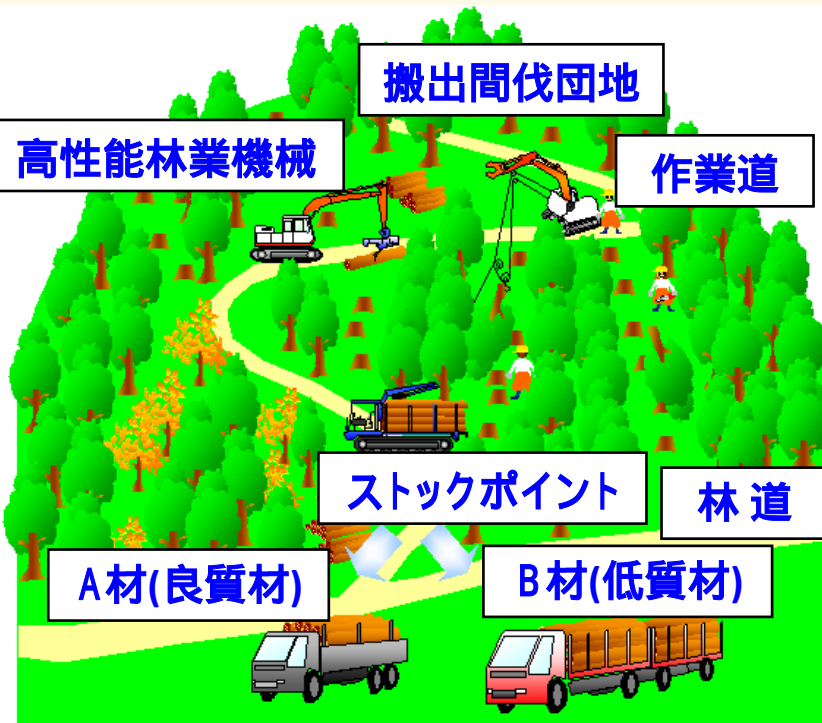 搬出間伐団地
高性能林業機械
作業道
ストックポイント
林道
A材(良質材)
B材(低質材)